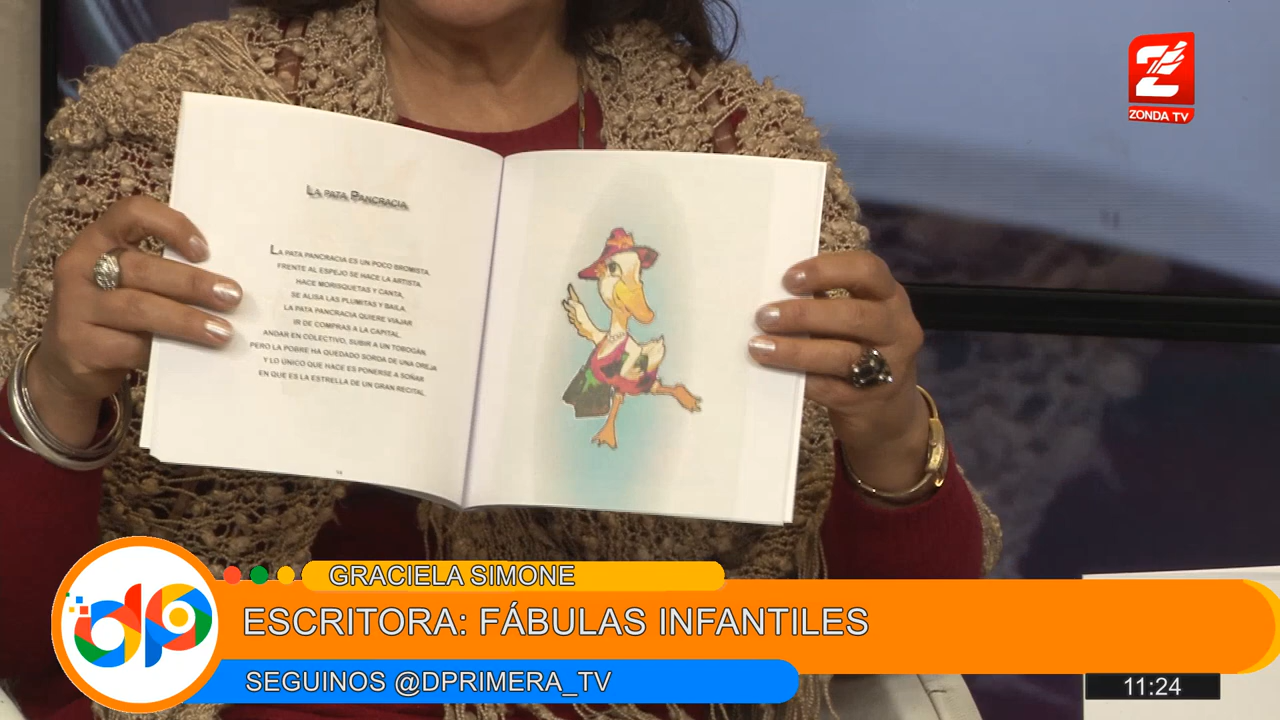 ZONDA TV
LA PATA PANCRACIA
LA PATA PANCRACIA ES UN POCO BROMISTA.
FRENTE AL ESPEJO SE HACE LA ARTISTA.
HACE MORISQUETAS Y CANTA,
SE ALISA LAS PLUMITAS Y BAILA.
LA PATA PANCRACIA QUIERE VIAJAR
IR DE COMPRAS A LA CAPITAL.
ANDAR EN COLECTIVO, SUBIR A UN TOBOGÁN.
PERO LA POBRE HA QUEDADO SORDA DE UNA OREJA
Y LO ÚNICO QUE HACE ES PONERSE A SOÑAR
EN QUE ES LA ESTRELLA DE UN GRAN RECITAL.
GRACIELA SIMONE
ESCRITORA: FÁBULAS INFANTILES
dp
SEGUINOS @DPRIMERA_TV
11:24